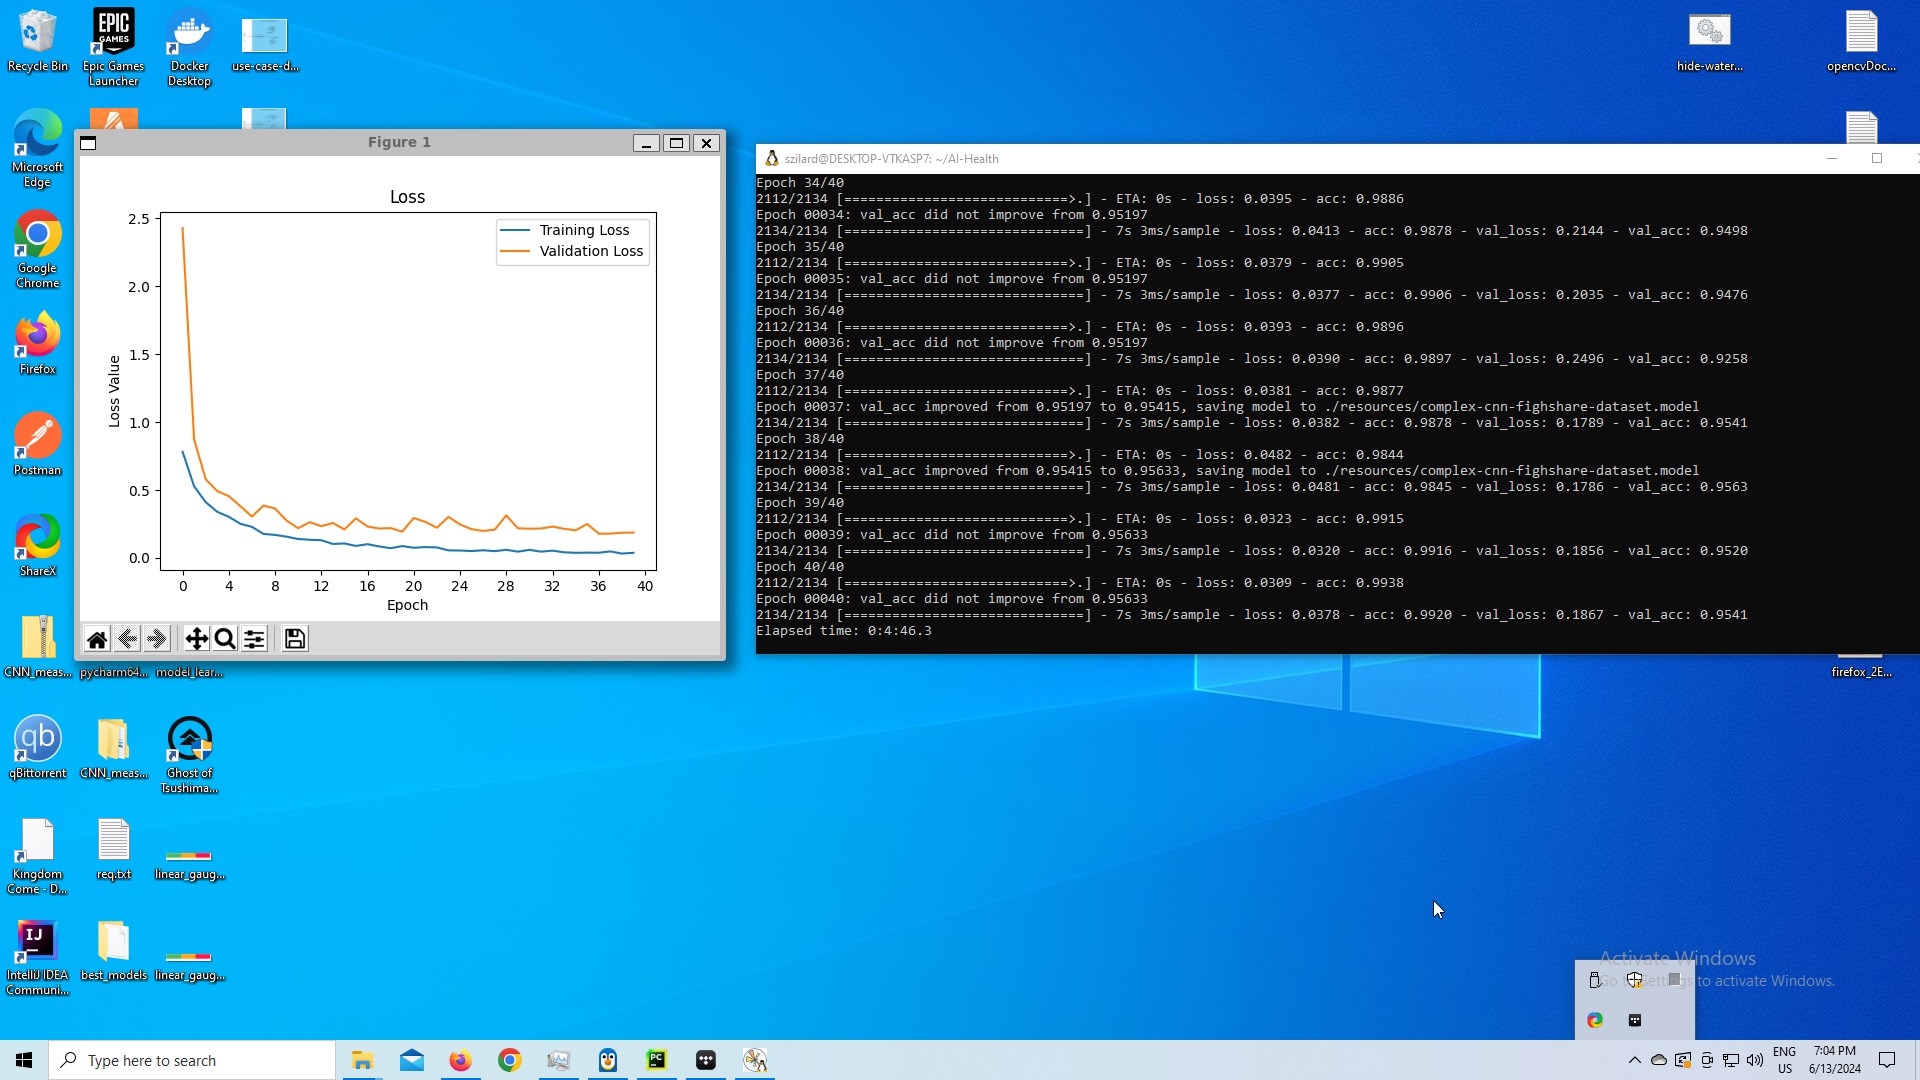 Recycle Bin
Epic Games Launcher
Docker Desktop
use-case-d...
hide-water...
opencvDoc...
EPIC GAMES
Microsoft Edge
Google Chrome
Firefox
Postman
ShareX
CNN_meas...
pycharm64...
model_lear...
firefox_2E...
qb
qBittorrent
CNN_meas...
Ghost of Tsushima...
Kingdom Come - D...
req.txt
linear_gaug...
IJ
IntelliJ IDEA Communi...
best_models
linear_gaug...
Figure 1
Loss
Training Loss
Validation Loss
Loss Value
2.5
2.0
1.5
1.0
0.5
0.0
0 4 8 12 16 20 24 28 32 36 40
Epoch
szilard@DESKTOP-VTKASP7: ~/AI-Health
Epoch 34/40
2112/2134 [============================>.] - ETA: 0s - loss: 0.0395 - acc: 0.9886
Epoch 00034: val_acc did not improve from 0.95197
2134/2134 [==============================] - 7s 3ms/sample - loss: 0.0413 - acc: 0.9878 - val_loss: 0.2144 - val_acc: 0.9498
Epoch 35/40
2112/2134 [============================>.] - ETA: 0s - loss: 0.0379 - acc: 0.9905
Epoch 00035: val_acc did not improve from 0.95197
2134/2134 [==============================] - 7s 3ms/sample - loss: 0.0377 - acc: 0.9906 - val_loss: 0.2035 - val_acc: 0.9476
Epoch 36/40
2112/2134 [============================>.] - ETA: 0s - loss: 0.0393 - acc: 0.9896
Epoch 00036: val_acc did not improve from 0.95197
2134/2134 [==============================] - 7s 3ms/sample - loss: 0.0390 - acc: 0.9897 - val_loss: 0.2496 - val_acc: 0.9258
Epoch 37/40
2112/2134 [============================>.] - ETA: 0s - loss: 0.0381 - acc: 0.9877
Epoch 00037: val_acc improved from 0.95197 to 0.95415, saving model to ./resources/complex-cnn-fighshare-dataset.model
2134/2134 [==============================] - 7s 3ms/sample - loss: 0.0382 - acc: 0.9878 - val_loss: 0.1789 - val_acc: 0.9541
Epoch 38/40
2112/2134 [============================>.] - ETA: 0s - loss: 0.0482 - acc: 0.9844
Epoch 00038: val_acc improved from 0.95415 to 0.95633, saving model to ./resources/complex-cnn-fighshare-dataset.model
2134/2134 [==============================] - 7s 3ms/sample - loss: 0.0481 - acc: 0.9845 - val_loss: 0.1786 - val_acc: 0.9563
Epoch 39/40
2112/2134 [============================>.] - ETA: 0s - loss: 0.0323 - acc: 0.9915
Epoch 00039: val_acc did not improve from 0.95633
2134/2134 [==============================] - 7s 3ms/sample - loss: 0.0320 - acc: 0.9916 - val_loss: 0.1856 - val_acc: 0.9520
Epoch 40/40
2112/2134 [============================>.] - ETA: 0s - loss: 0.0309 - acc: 0.9938
Epoch 00040: val_acc did not improve from 0.95633
2134/2134 [==============================] - 7s 3ms/sample - loss: 0.0378 - acc: 0.9920 - val_loss: 0.1867 - val_acc: 0.9541
Elapsed time: 0:4:46.3
Activate Windows
Go to Settings to activate Windows.
Type here to search
PC
ENG
US
7:04 PM
6/13/2024